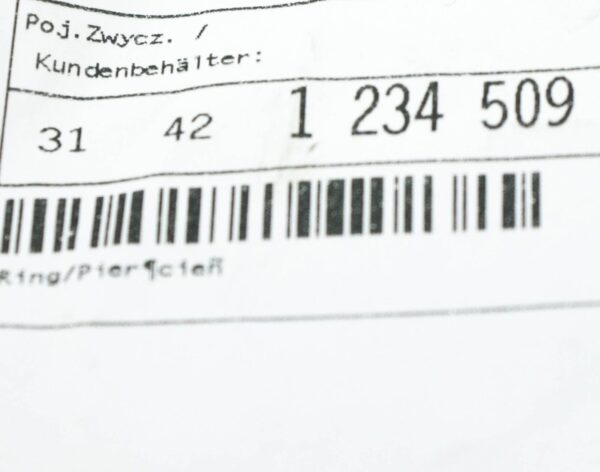 Poj.Zwycz. /
Kundenbehälter:
31 42 1 234 509
Ring/Pier¶cieñ